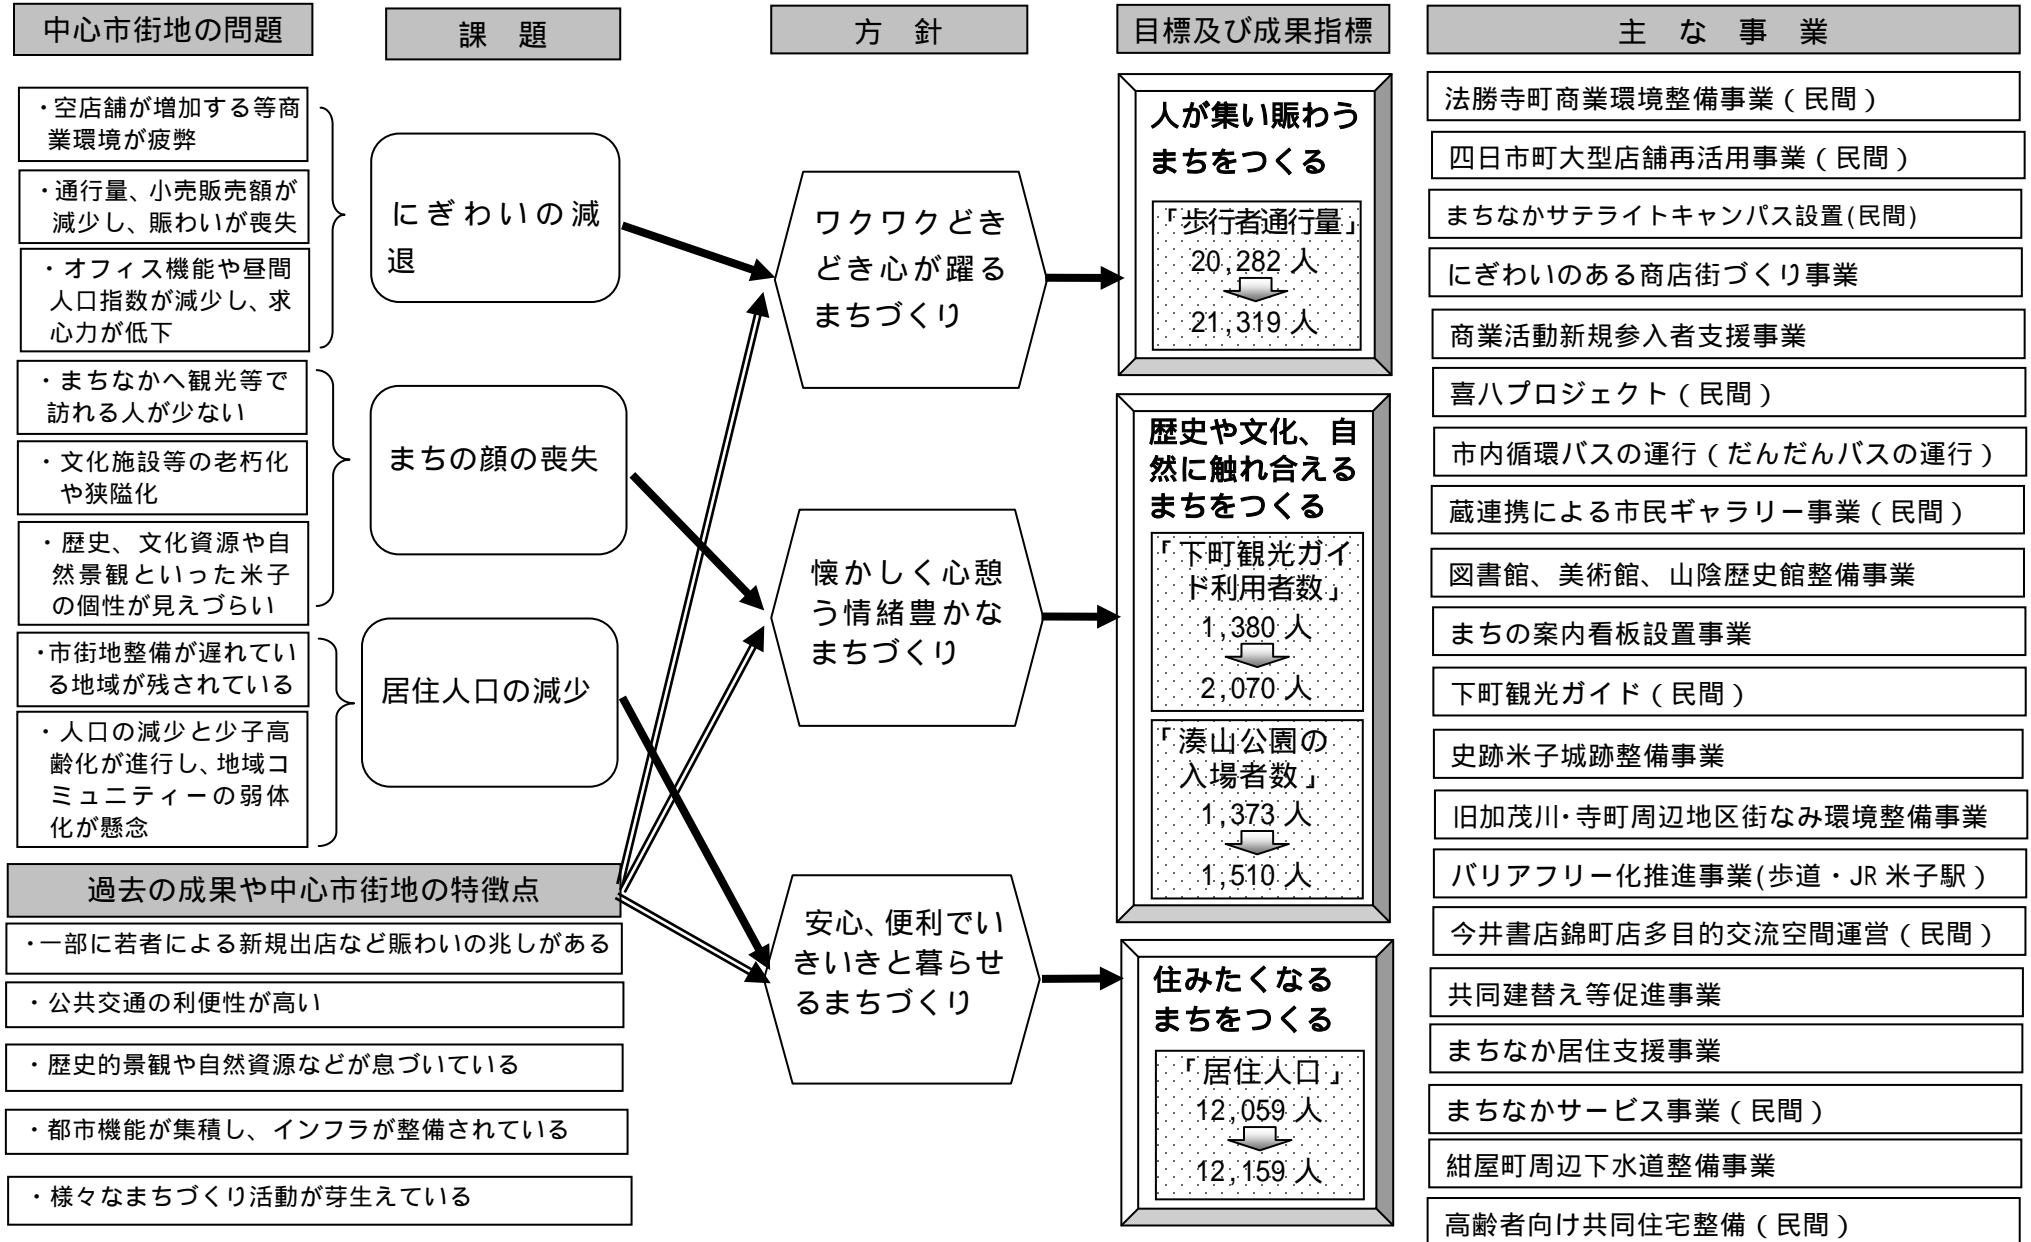 中心市街地の問題
・空店舗が増加する等商
業環境が疲弊
・通行量、小売販売額が
減少し、賑わいが喪失
・オフィス機能や昼間
人口指数が減少し、求
心力が低下
・まちなかへ観光等で
訪れる人が少ない
・文化施設等の老朽化
や狭隘化
・歴史、文化資源や自
然景観といった米子
の個性が見えづらい
・市街地整備が遅れてい
る地域が残されている
・人口の減少と少子高
齢化が進行し、地域コ
ミュニティーの弱体
化が懸念
過去の成果や中心市街地の特徴点
・一部に若者による新規出店など賑わいの兆しがある
・公共交通の利便性が高い
・歴史的景観や自然資源などが息づいている
・都市機能が集積し、インフラが整備されている
・様々なまちづくり活動が芽生えている
課　題
にぎわいの減
退
まちの顔の喪失
居住人口の減少
方　針
ワクワクどき
どき心が躍る
まちづくり
懐かしく心憩
う情緒豊かな
まちづくり
安心、便利でい
きいきと暮らせ
るまちづくり
目標及び成果指標
人が集い賑わう
まちをつくる
「歩行者通行量」
20,282 人
21,319 人
歴史や文化、自
然に触れ合える
まちをつくる
「下町観光ガイ
ド利用者数」
1,380 人
2,070 人
「湊山公園の
入場者数」
1,373 人
1,510 人
住みたくなる
まちをつくる
「居住人口」
12,059 人
12,159 人
主　な　事　業
法勝寺町商業環境整備事業（民間）
四日市町大型店舗再活用事業（民間）
まちなかサテライトキャンパス設置(民間)
にぎわいのある商店街づくり事業
商業活動新規参入者支援事業
喜八プロジェクト（民間）
市内循環バスの運行（だんだんバスの運行）
蔵連携による市民ギャラリー事業（民間）
図書館、美術館、山陰歴史館整備事業
まちの案内看板設置事業
下町観光ガイド（民間）
史跡米子城跡整備事業
旧加茂川・寺町周辺地区街なみ環境整備事業
バリアフリー化推進事業(歩道・JR 米子駅）
今井書店錦町店多目的交流空間運営（民間）
共同建替え等促進事業
まちなか居住支援事業
まちなかサービス事業（民間）
紺屋町周辺下水道整備事業
高齢者向け共同住宅整備（民間）